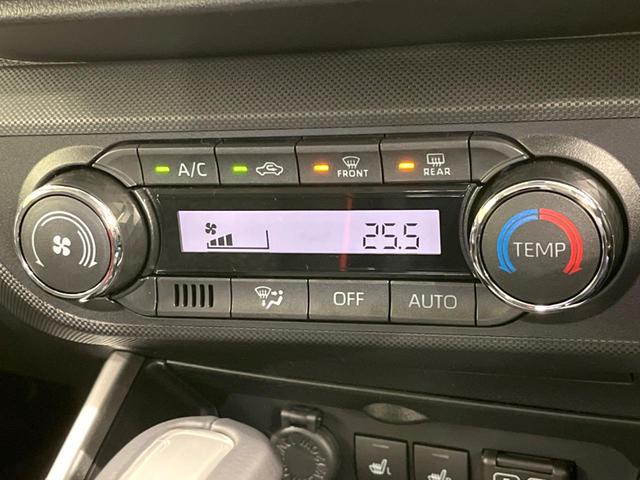 A/C FRONT REAR
25.5
TEMP
OFF AUTO
L